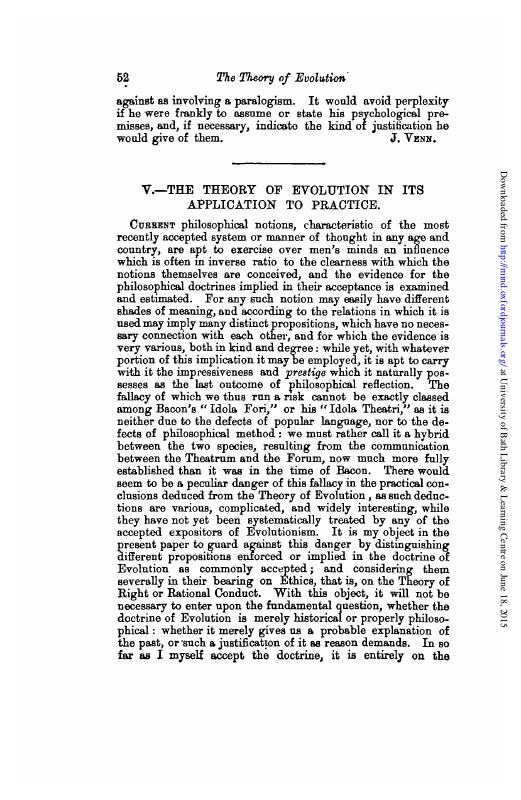 52 The Theory of Evolution
against as involving a paralogism. It would avoid perplexity
if he were frankly to assume or state his psychological pre-
misses, and, if necessary, indicate the kind of justification he
would give of them. J. VENN.
V.—THE THEORY OF EVOLUTION IN ITS
APPLICATION TO PRACTICE.
CURRENT philosophical notions, characteristic of the most
recently accepted system or manner of thought in any age and
country, are apt to exercise over men's minds an influence
which is often in inverse ratio to the clearness with which the
notions themselves are conceived, and the evidence for the
philosophical doctrines implied in their acceptance is examined
and estimated. For any such notion may easily have different
shades of meaning, and according to the relations in which it is
used may imply many distinct propositions, which have no neces-
sary connection with each other, and for which the evidence is
very various, both in kind and degree: while yet, with whatever
portion of this implication it may be employed, it is apt to carry
with it the impressiveness and prestige which it naturally pos-
sesses as the last outcome of philosophical reflection. The
fallacy of which we thus run a risk cannot be exactly classed
among Bacon's "Idola Fori," or his "Idola Theatri," as it is
neither due to the defects of popular language, nor to the de-
fects of philosophical method: we must rather call it a hybrid
between the two species, resulting from the communication
between the Theatrum and the Forum, now much more fully
established than it was in the time of Bacon. There would
seem to be a peculiar danger of this fallacy in the practical con-
clusions deduced from the Theory of Evolution, as such deduc-
tions are various, complicated, and widely interesting, while
they have not yet been systematically treated by any of the
accepted expositors of Evolutionism. It is my object in the
present paper to guard against this danger by distinguishing
different propositions enforced or implied in the doctrine of
Evolution as commonly accepted; and considering them
severally in their bearing on Ethics, that is, on the Theory of
Right or Rational Conduct. With this object, it will not be
necessary to enter upon the fundamental question, whether the
doctrine of Evolution is merely historical or properly philoso-
phical: whether it merely gives us a probable explanation of
the past, or such a justification of it as reason demands. In so
far as I myself accept the doctrine, it is entirely on the
Downloaded from http://mind.oxfordjournals.org/ at University of Bath Library & Learning Centre on June 18, 2015